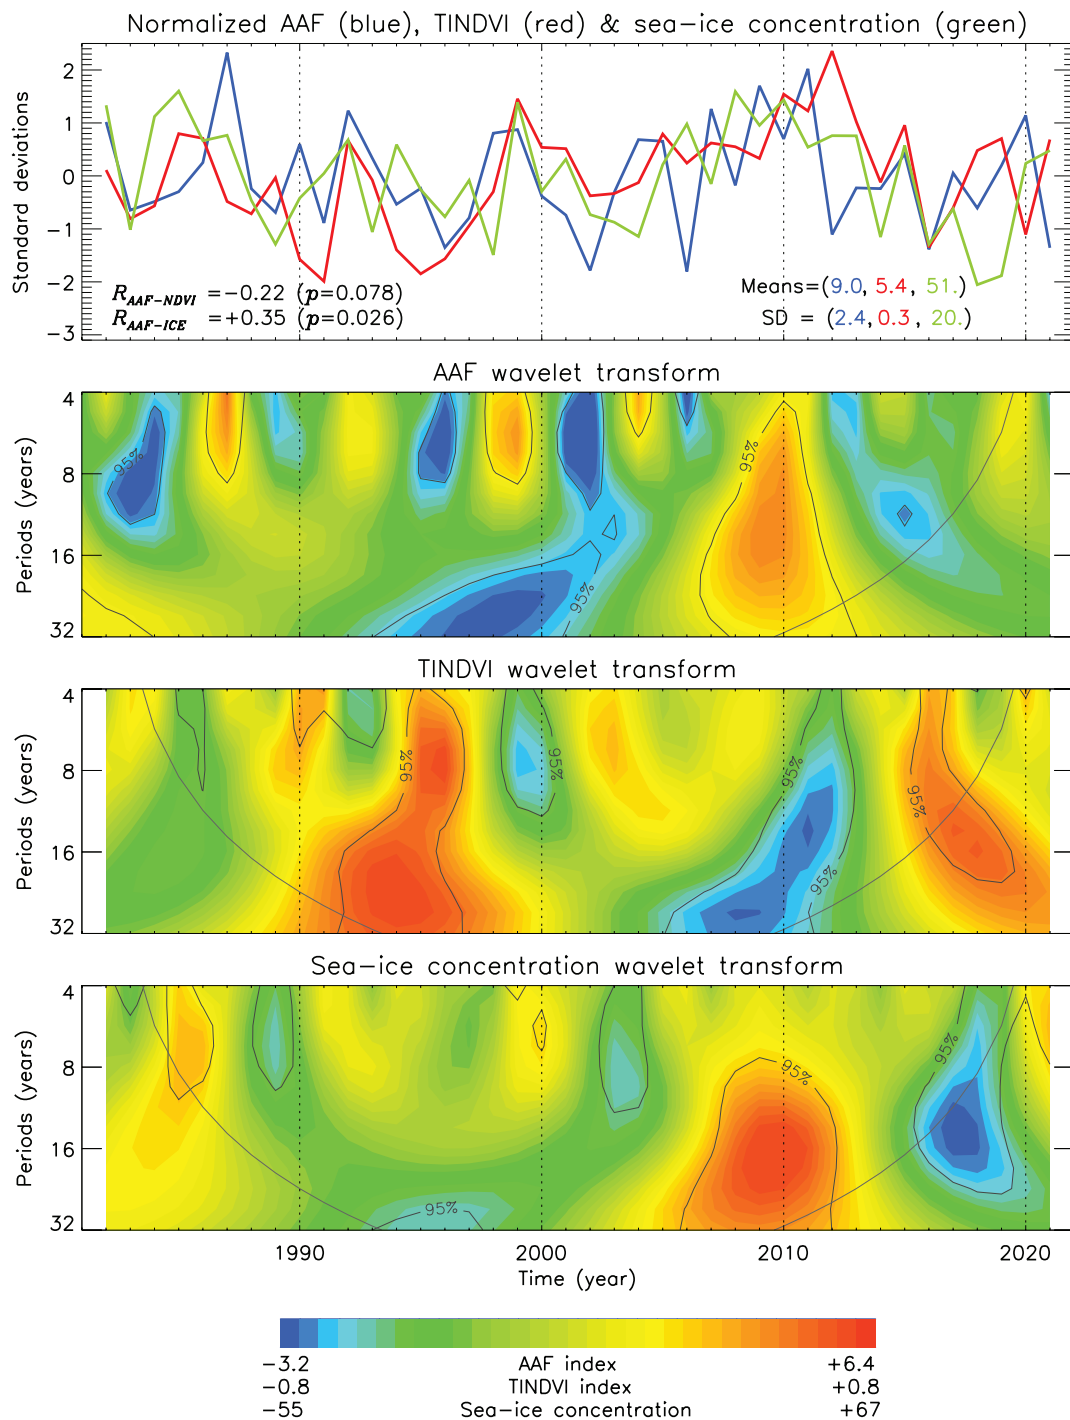 Normalized AAF (blue), TINDVI (red) & sea-ice concentration (green)
Standard deviations
2
1
0
-1
-2
-3
R_AAF-NDVI =-0.22 (p=0.078)
R_AAF-ICE =+0.35 (p=0.026)
Means=(9.0, 5.4, 51.)
SD = (2.4, 0.3, 20.)
AAF wavelet transform
Periods (years)
4
8
16
32
95%
95%
95%
TINDVI wavelet transform
Periods (years)
4
8
16
32
95%
95%
95%
95%
95%
Sea-ice concentration wavelet transform
Periods (years)
4
8
16
32
95%
95%
95%
1990 2000 2010 2020
Time (year)
-3.2 AAF index +6.4
-0.8 TINDVI index +0.8
-55 Sea-ice concentration +67